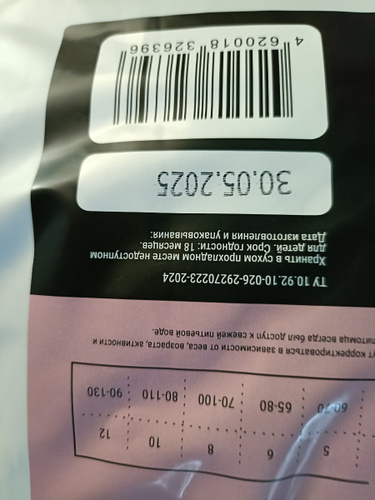 5 6 8 10 12
60-70 65-80 70-100 80-110 90-130
корректироваться в зависимости от веса, возраста, активности и
питомца всегда был доступ к свежей питьевой воде.
ТУ 10.92.10-026-29270223-2024
Хранить в сухом прохладном месте недоступном
для детей. Срок годности: 18 месяцев.
Дата изготовления и упаковывания:
30.05.2025
4 620018 326396